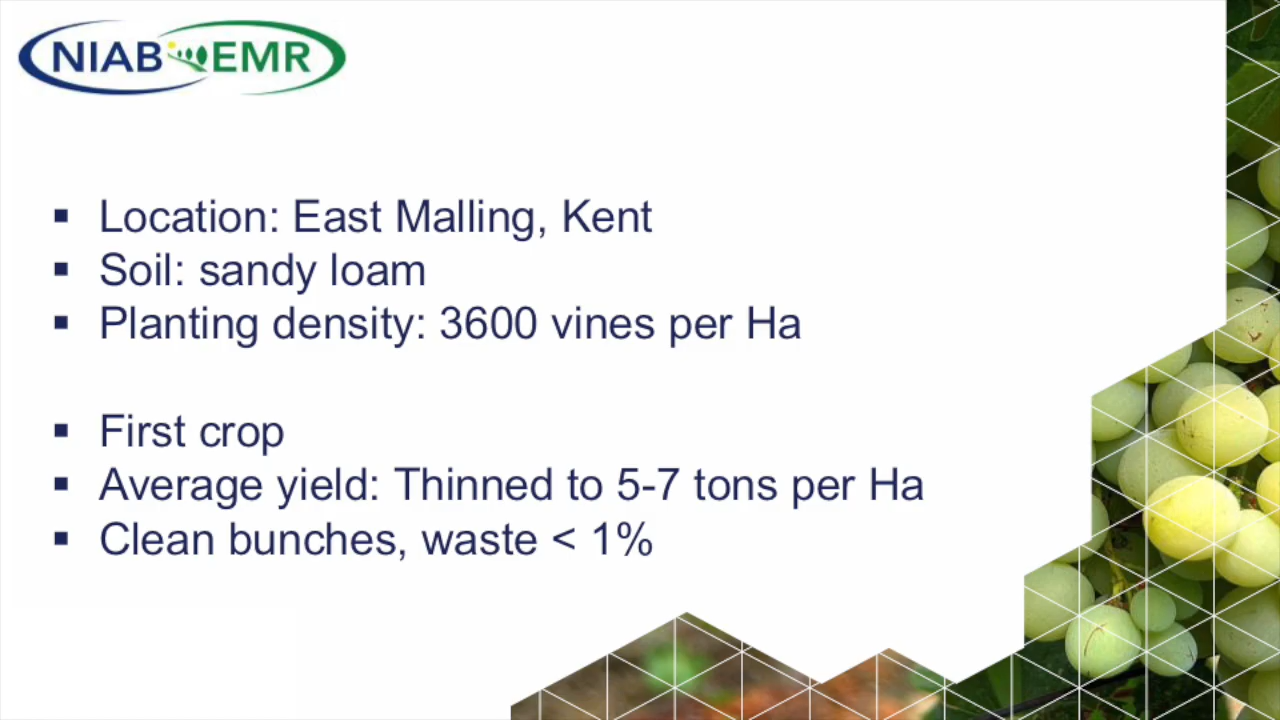 NIAB EMR
▪ Location: East Malling, Kent
▪ Soil: sandy loam
▪ Planting density: 3600 vines per Ha
▪ First crop
▪ Average yield: Thinned to 5-7 tons per Ha
▪ Clean bunches, waste < 1%